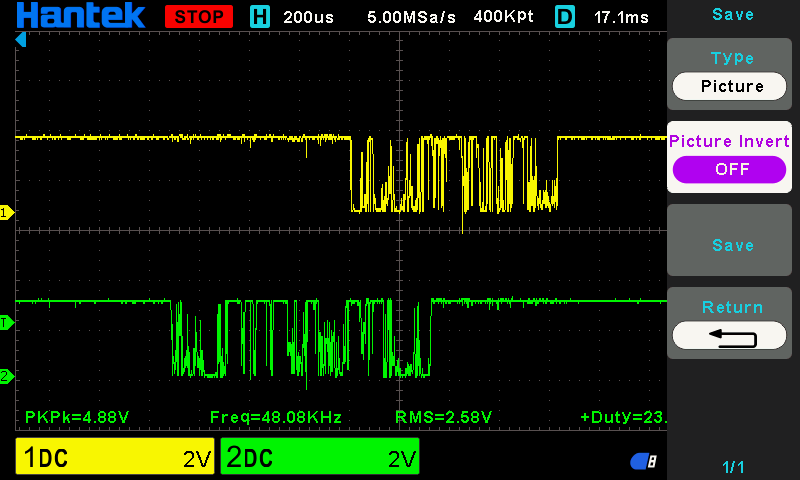 Hantek STOP H 200us 5.00MSa/s 400Kpt D 17.1ms
Save
Type
Picture
Picture Invert
OFF
Save
Return
1
T
2
PKPk=4.88V Freq=48.08KHz RMS=2.58V +Duty=23.
1DC 2V 2DC 2V
1/1